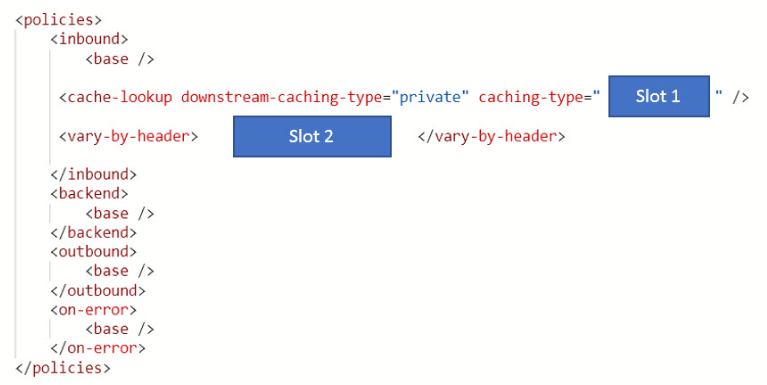 <policies>
<inbound>
<base />
<cache-lookup downstream-caching-type="private" caching-type=" Slot 1 " />
<vary-by-header> Slot 2 </vary-by-header>
</inbound>
<backend>
<base />
</backend>
<outbound>
<base />
</outbound>
<on-error>
<base />
</on-error>
</policies>